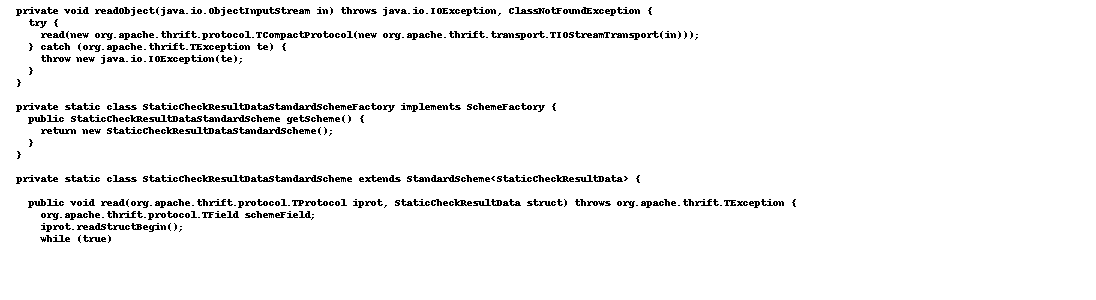 private void readObject(java.io.ObjectInputStream in) throws java.io.IOException, ClassNotFoundException {
try {
read(new org.apache.thrift.protocol.TCompactProtocol(new org.apache.thrift.transport.TIOStreamTransport(in)));
} catch (org.apache.thrift.TException te) {
throw new java.io.IOException(te);
}
}
private static class StaticCheckResultDataStandardSchemeFactory implements SchemeFactory {
public StaticCheckResultDataStandardScheme getScheme() {
return new StaticCheckResultDataStandardScheme();
}
}
private static class StaticCheckResultDataStandardScheme extends StandardScheme<StaticCheckResultData> {
public void read(org.apache.thrift.protocol.TProtocol iprot, StaticCheckResultData struct) throws org.apache.thrift.TException {
org.apache.thrift.protocol.TField schemeField;
iprot.readStructBegin();
while (true)